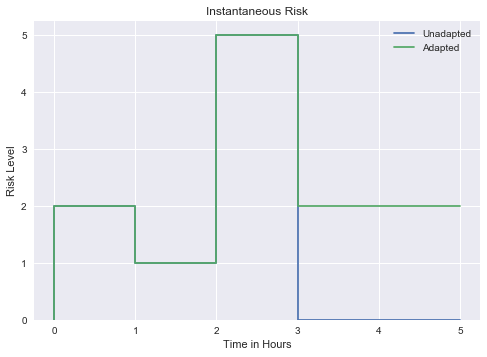 Instantaneous Risk
Unadapted
Adapted
5
4
3
2
1
0
Risk Level
0 1 2 3 4 5
Time in Hours